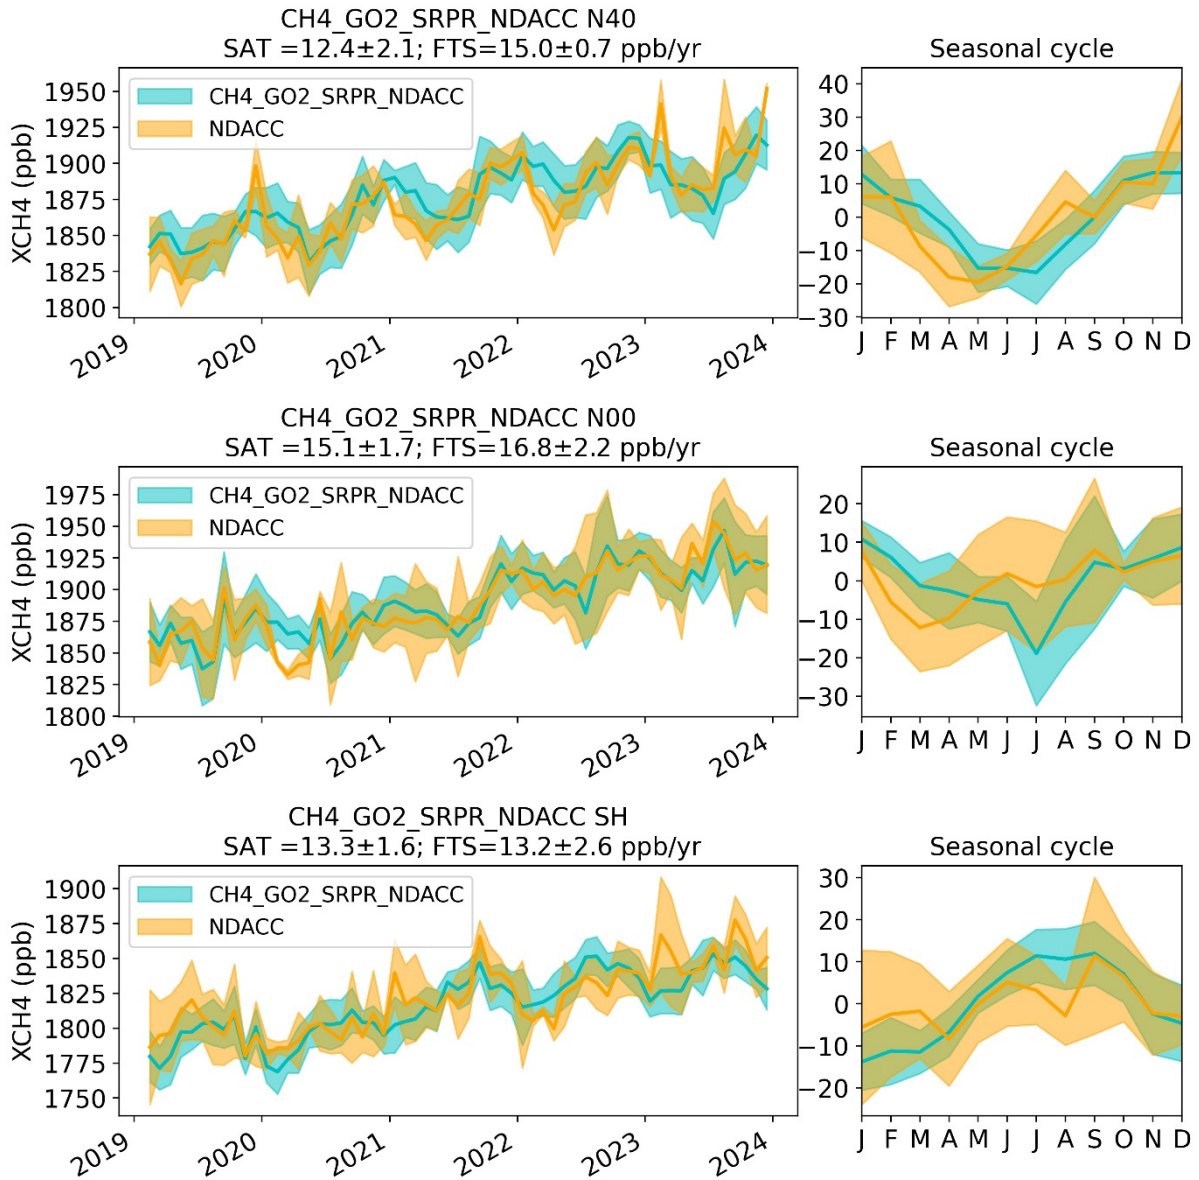 CH4_GO2_SRPR_NDACC N40
SAT =12.4±2.1; FTS=15.0±0.7 ppb/yr
Seasonal cycle
CH4_GO2_SRPR_NDACC
NDACC
XCH4 (ppb)
1950
1925
1900
1875
1850
1825
1800
2019 2020 2021 2022 2023 2024
40
30
20
10
0
−10
−20
−30
J F M A M J J A S O N D
CH4_GO2_SRPR_NDACC N00
SAT =15.1±1.7; FTS=16.8±2.2 ppb/yr
Seasonal cycle
CH4_GO2_SRPR_NDACC
NDACC
XCH4 (ppb)
1975
1950
1925
1900
1875
1850
1825
1800
2019 2020 2021 2022 2023 2024
20
10
0
−10
−20
−30
J F M A M J J A S O N D
CH4_GO2_SRPR_NDACC SH
SAT =13.3±1.6; FTS=13.2±2.6 ppb/yr
Seasonal cycle
CH4_GO2_SRPR_NDACC
NDACC
XCH4 (ppb)
1900
1875
1850
1825
1800
1775
1750
2019 2020 2021 2022 2023 2024
30
20
10
0
−10
−20
J F M A M J J A S O N D